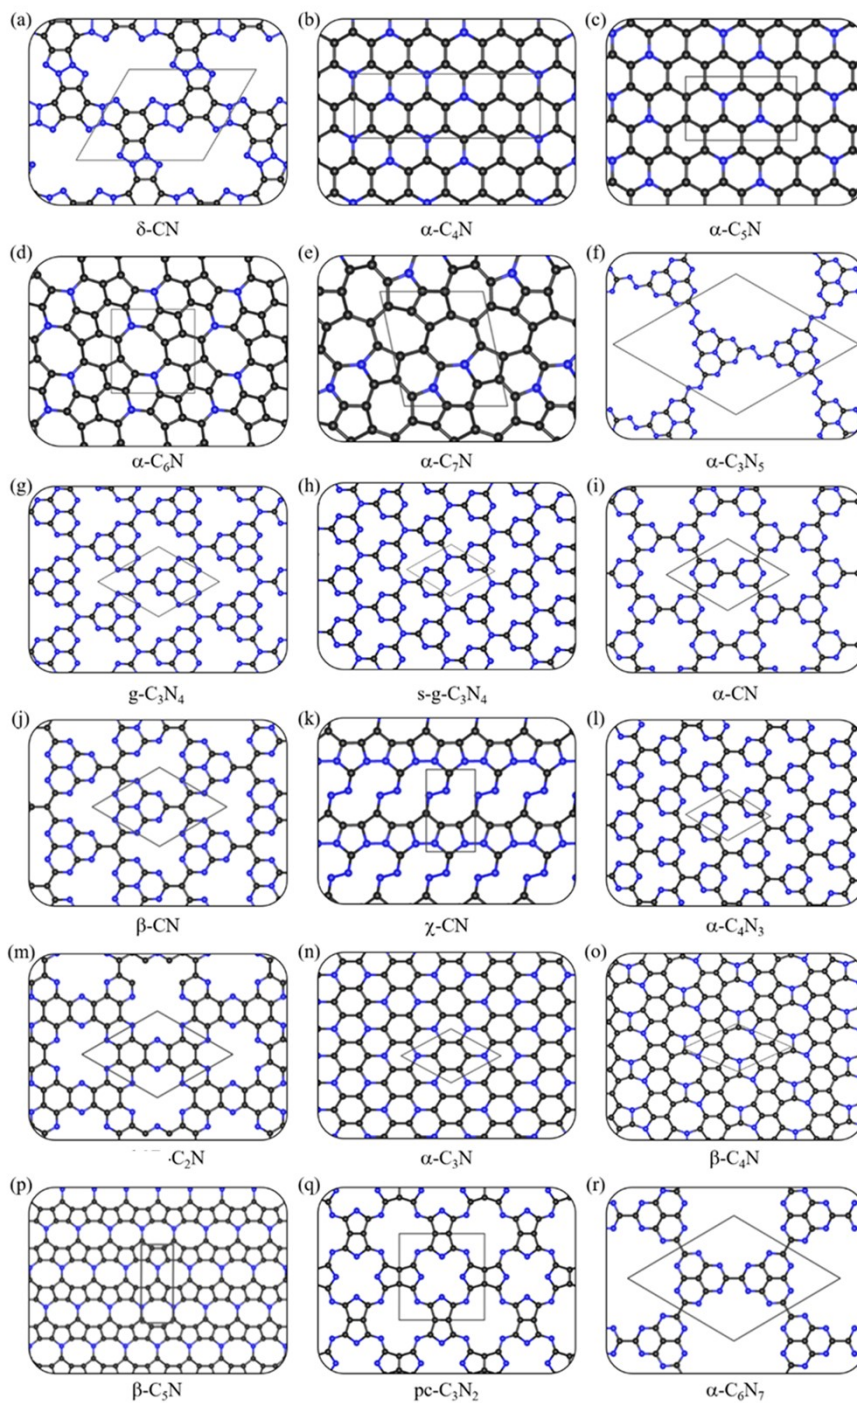 (a) (b) (c)
δ-CN α-C₄N α-C₅N
(d) (e) (f)
α-C₆N α-C₇N α-C₃N₅
(g) (h) (i)
g-C₃N₄ s-g-C₃N₄ α-CN
(j) (k) (l)
β-CN χ-CN α-C₄N₃
(m) (n) (o)
-C₂N α-C₃N β-C₄N
(p) (q) (r)
β-C₅N pc-C₃N₂ α-C₆N₇